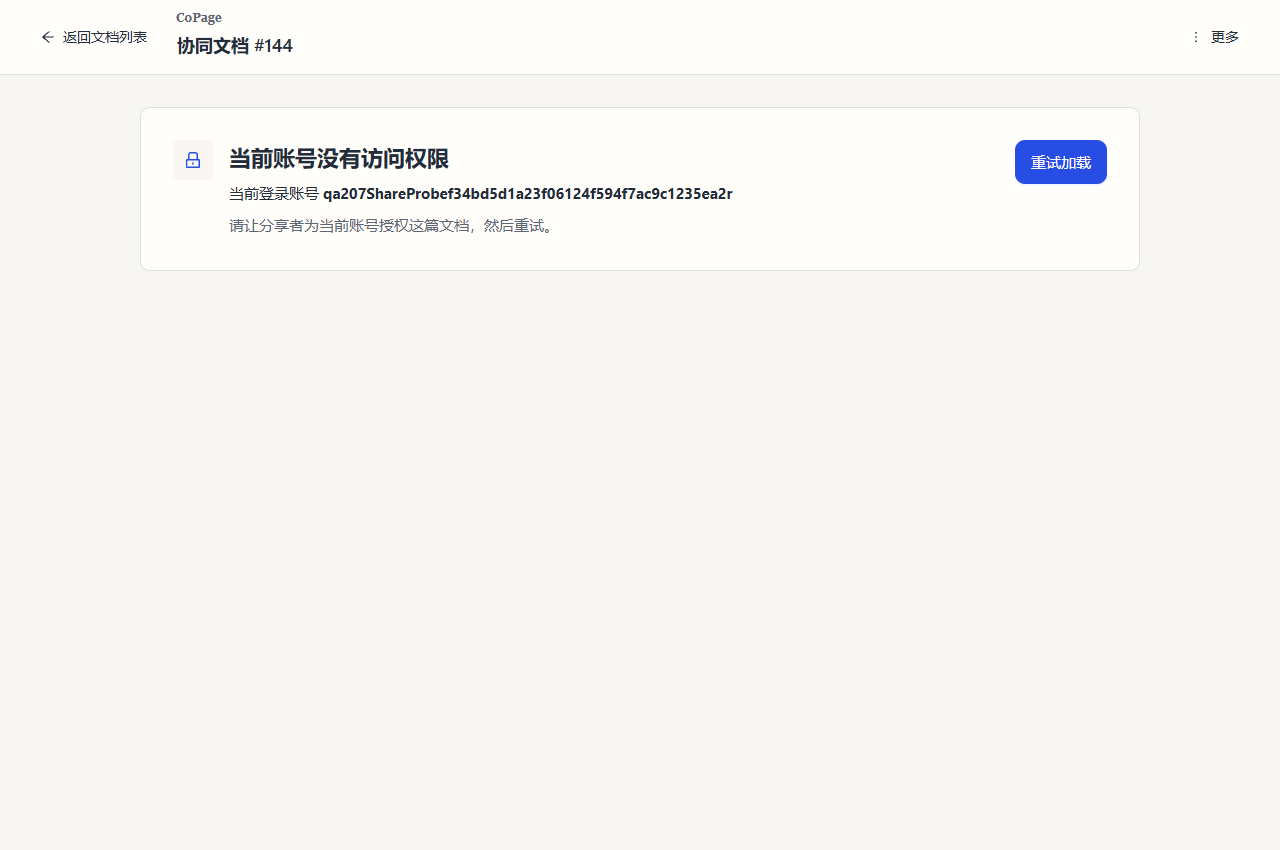 CoPage
返回文档列表
协同文档 #144
更多
当前账号没有访问权限
重试加载
当前登录账号 qa207ShareProbef34bd5d1a23f06124f594f7ac9c1235ea2r
请让分享者为当前账号授权这篇文档，然后重试。